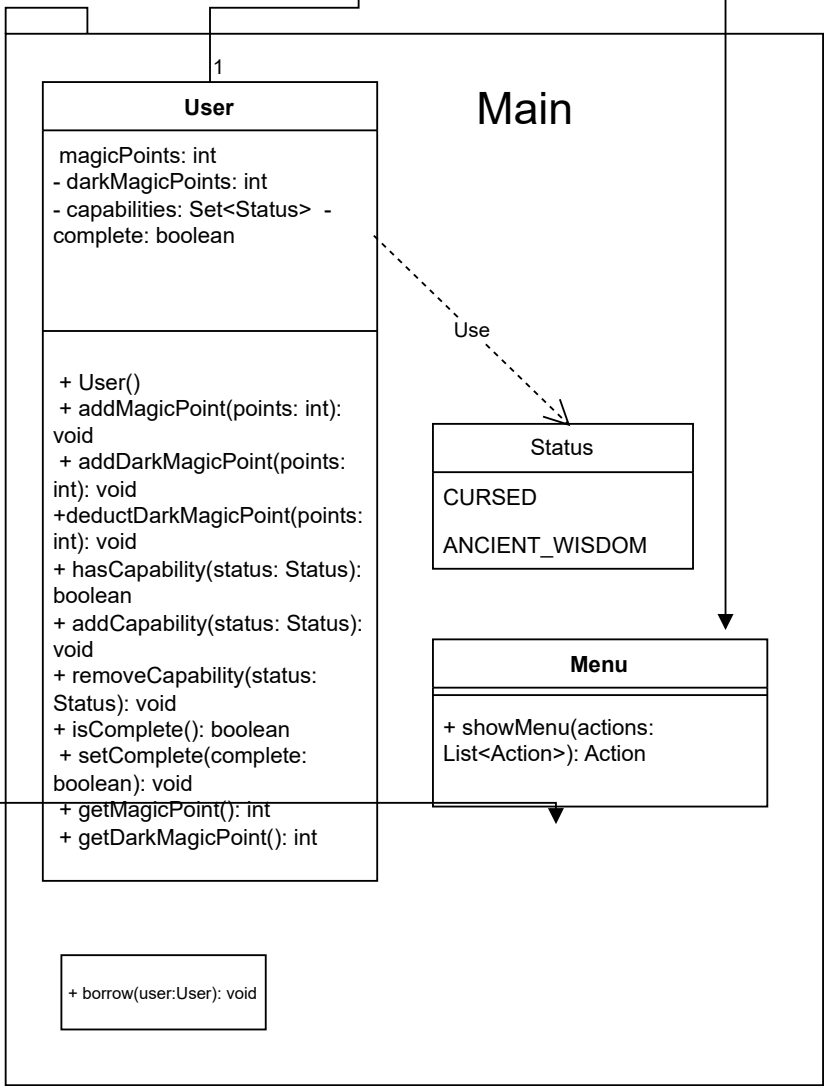 1
User
Main
magicPoints: int
- darkMagicPoints: int
- capabilities: Set<Status>  -
complete: boolean
Use
+ User()
+ addMagicPoint(points: int):
void
+ addDarkMagicPoint(points:
int): void
+deductDarkMagicPoint(points:
int): void
+ hasCapability(status: Status):
boolean
+ addCapability(status: Status):
void
+ removeCapability(status:
Status): void
+ isComplete(): boolean
+ setComplete(complete:
boolean): void
+ getMagicPoint(): int
+ getDarkMagicPoint(): int
Status
CURSED
ANCIENT_WISDOM
Menu
+ showMenu(actions:
List<Action>): Action
+ borrow(user:User): void